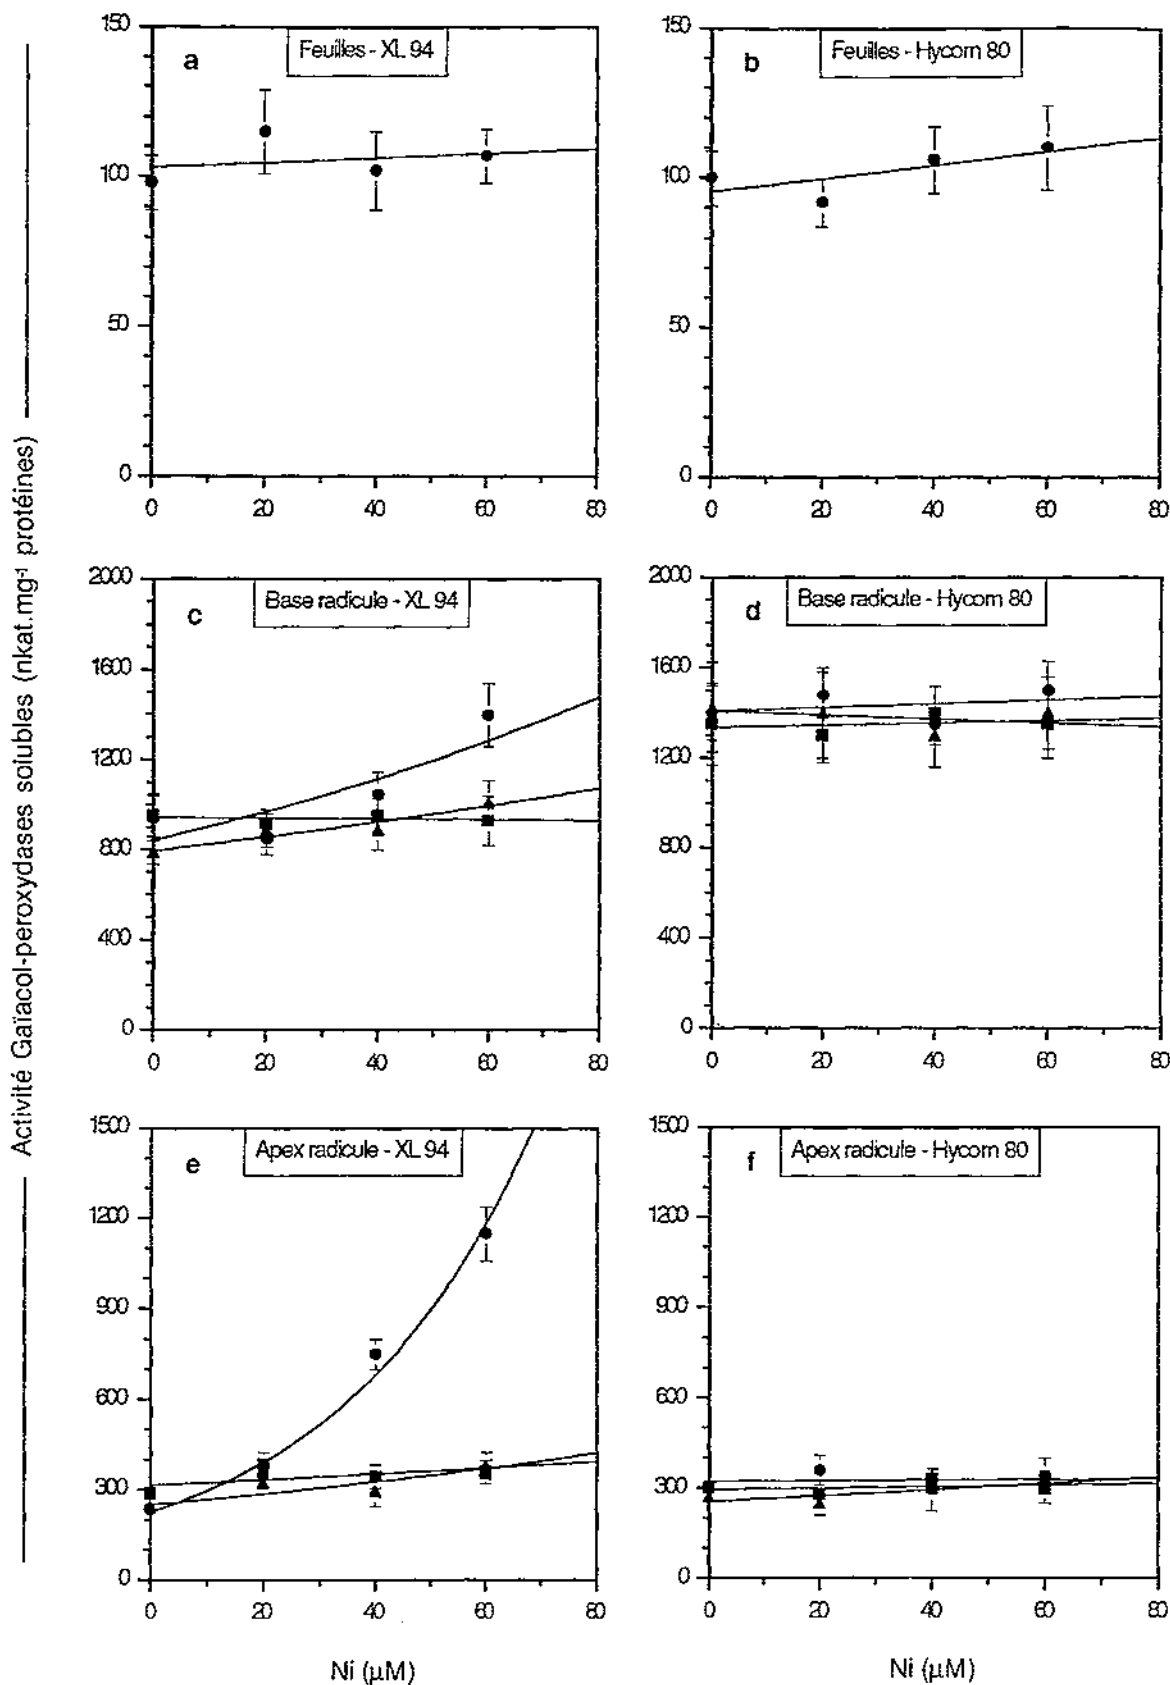 Activité Gaïacol-peroxydases solubles (nkat.mg-1 protéines)
a
Feuilles - XL 94
150
100
50
0
0 20 40 60 80
b
Feuilles - Hycorn 80
150
100
50
0
0 20 40 60 80
c
Base radicule - XL 94
2000
1600
1200
800
400
0
0 20 40 60 80
d
Base radicule - Hycorn 80
2000
1600
1200
800
400
0
0 20 40 60 80
e
Apex radicule - XL 94
1500
1200
900
600
300
0
0 20 40 60 80
Ni (µM)
f
Apex radicule - Hycorn 80
1500
1200
900
600
300
0
0 20 40 60 80
Ni (µM)